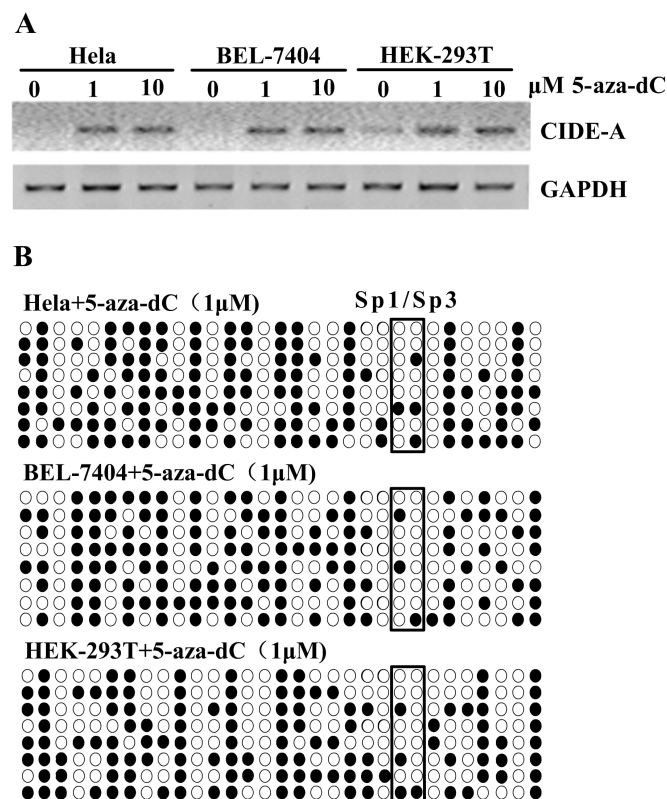 A
Hela BEL-7404 HEK-293T
0 1 10 0 1 10 0 1 10 μM 5-aza-dC
CIDE-A
GAPDH
B
Hela+5-aza-dC（1μM） Sp1/Sp3
BEL-7404+5-aza-dC（1μM）
HEK-293T+5-aza-dC（1μM）